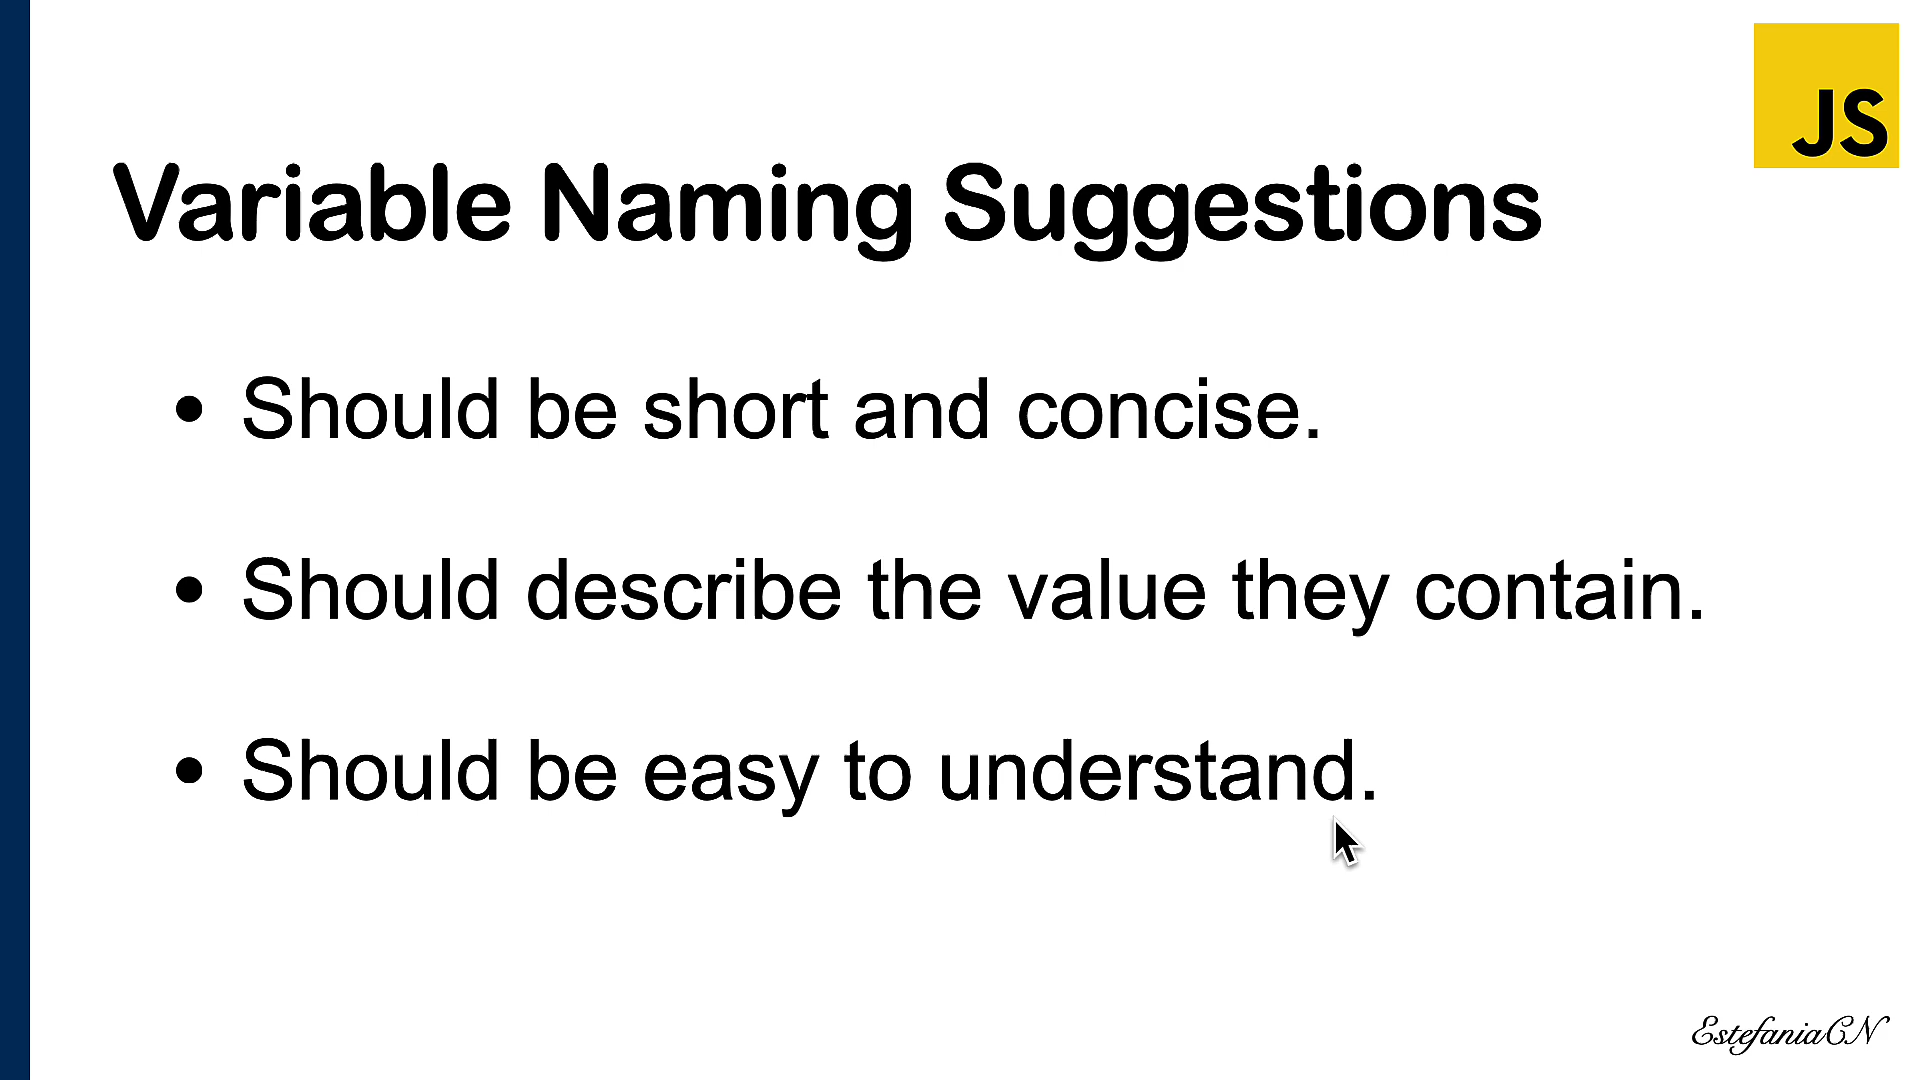 JS
Variable Naming Suggestions
• Should be short and concise.
• Should describe the value they contain.
• Should be easy to understand.
EstefaniaCN